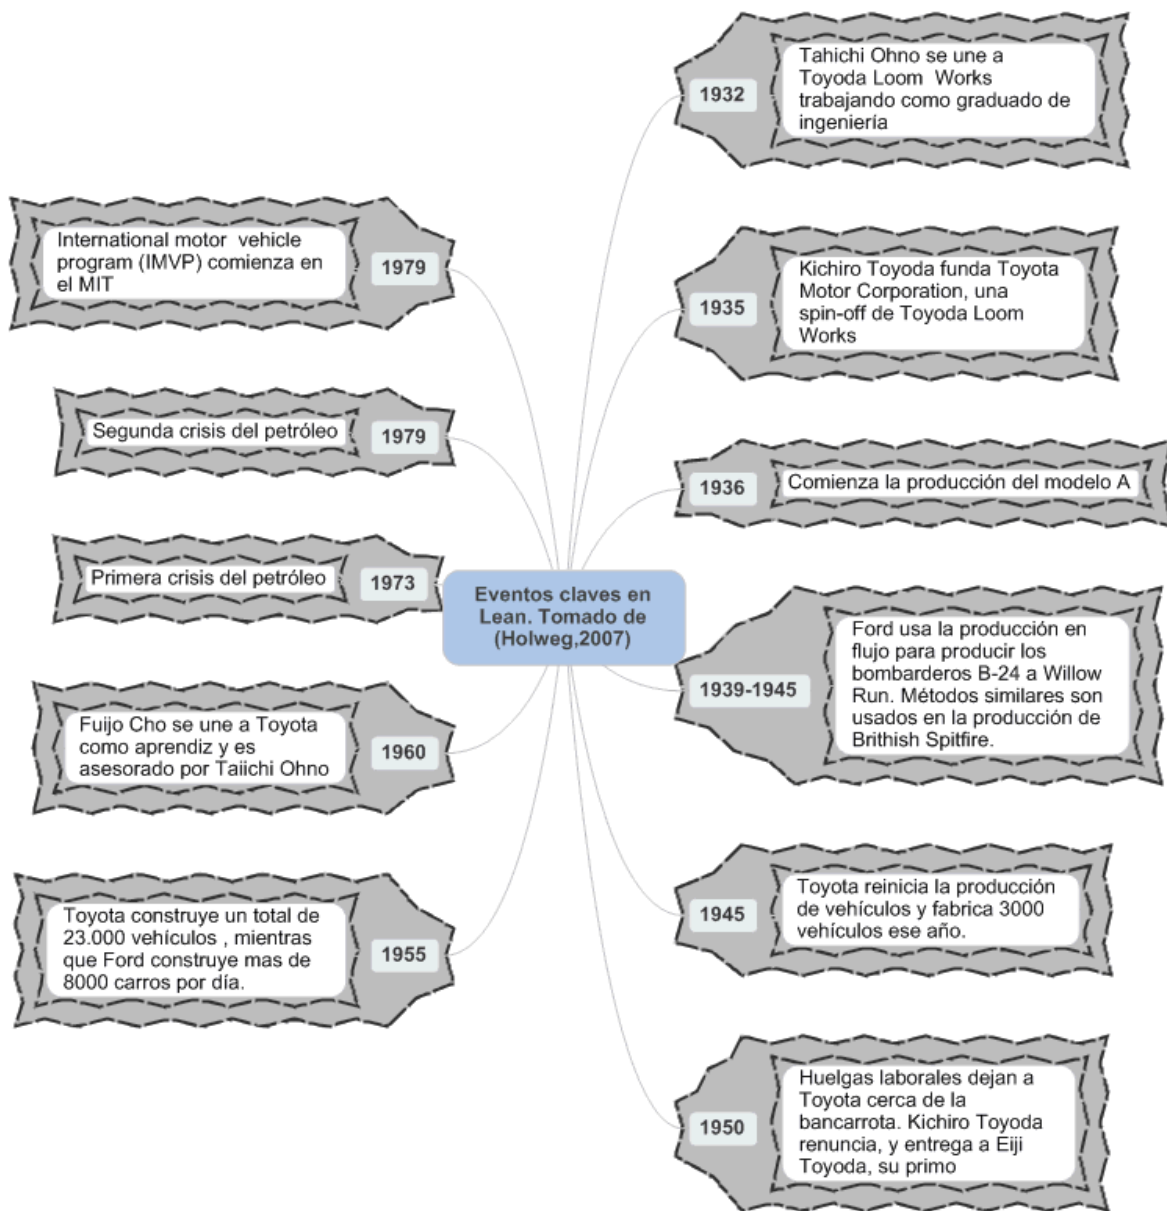 Eventos claves en
Lean. Tomado de
(Holweg,2007)
1932
Tahichi Ohno se une a
Toyoda Loom Works
trabajando como graduado de
ingeniería
1935
Kichiro Toyoda funda Toyota
Motor Corporation, una
spin-off de Toyoda Loom
Works
1936
Comienza la producción del modelo A
1939-1945
Ford usa la producción en
flujo para producir los
bombarderos B-24 a Willow
Run. Métodos similares son
usados en la producción de
Brithish Spitfire.
1945
Toyota reinicia la producción
de vehículos y fabrica 3000
vehículos ese año.
1950
Huelgas laborales dejan a
Toyota cerca de la
bancarrota. Kichiro Toyoda
renuncia, y entrega a Eiji
Toyoda, su primo
1955
Toyota construye un total de
23.000 vehículos , mientras
que Ford construye mas de
8000 carros por día.
1960
Fuijo Cho se une a Toyota
como aprendiz y es
asesorado por Taiichi Ohno
1973
Primera crisis del petróleo
1979
Segunda crisis del petróleo
1979
International motor vehicle
program (IMVP) comienza en
el MIT